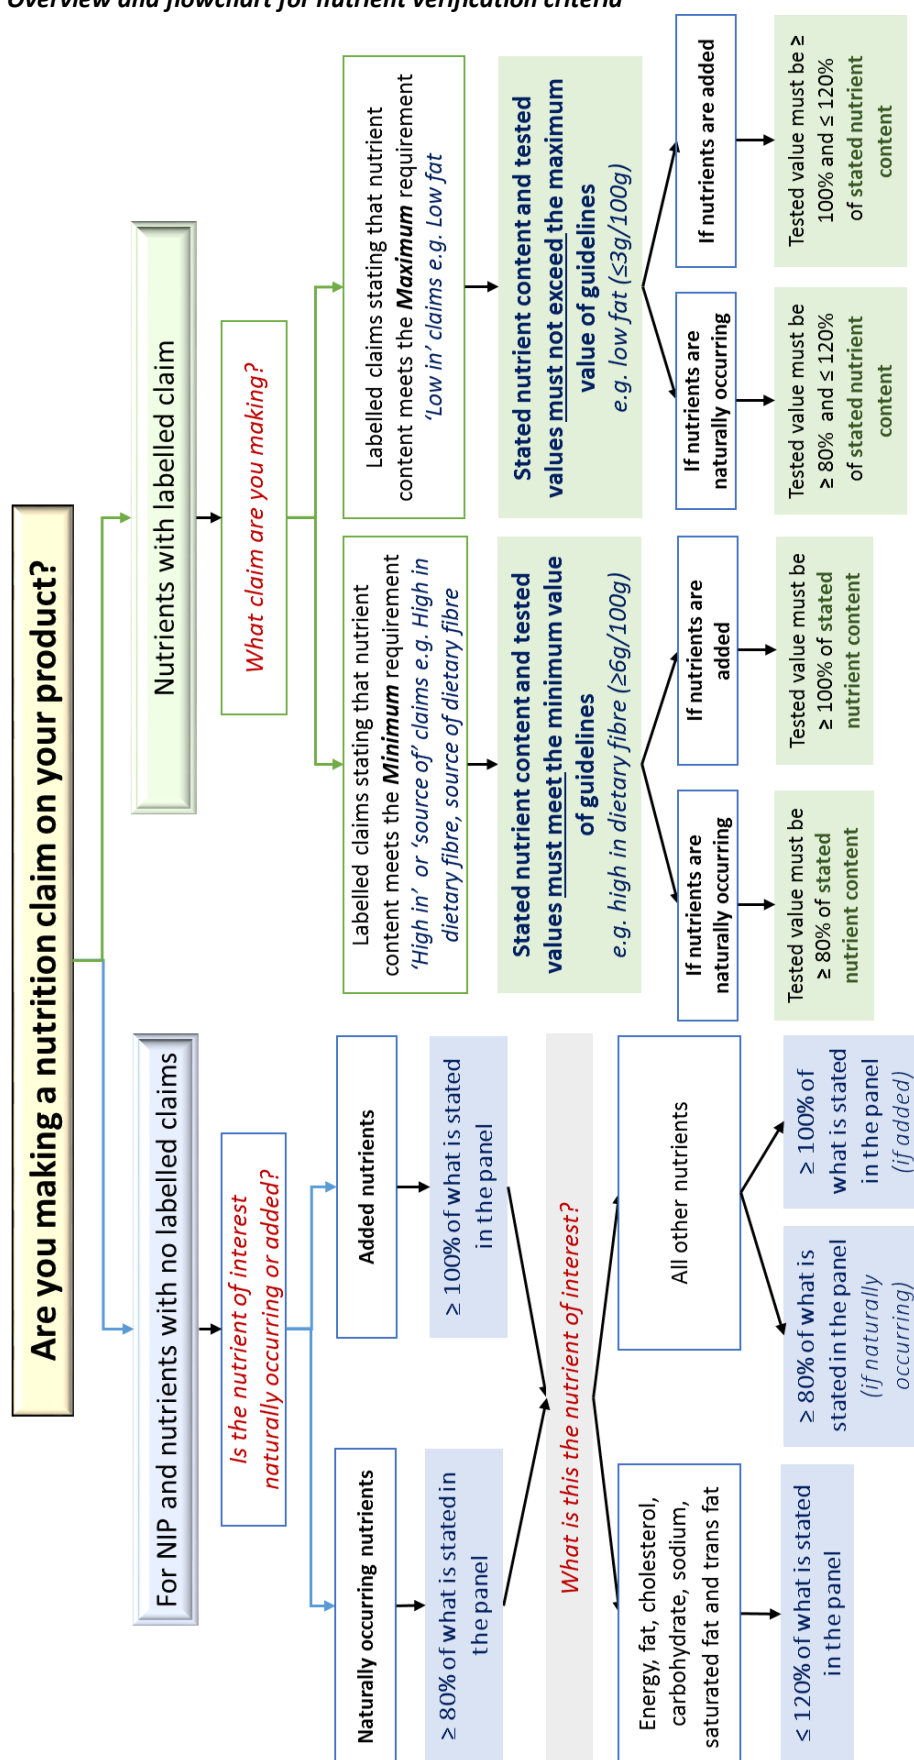 Overview and flowchart for nutrient verification criteria
Are you making a nutrition claim on your product?
For NIP and nutrients with no labelled claims
Is the nutrient of interest
naturally occurring or added?
Naturally occurring nutrients
≥ 80% of what is stated in
the panel
Added nutrients
≥ 100% of what is stated
in the panel
What is this the nutrient of interest?
Energy, fat, cholesterol,
carbohydrate, sodium,
saturated fat and trans fat
≤ 120% of what is stated
in the panel
All other nutrients
≥ 80% of what is
stated in the panel
(if naturally
occurring)
≥ 100% of
what is stated
in the panel
(if added)
Nutrients with labelled claim
What claim are you making?
Labelled claims stating that nutrient
content meets the Minimum requirement
‘High in’ or ‘source of’ claims e.g. High in
dietary fibre, source of dietary fibre
Stated nutrient content and tested
values must meet the minimum value
of guidelines
e.g. high in dietary fibre (≥6g/100g)
If nutrients are
naturally occurring
Tested value must be
≥ 80% of stated
nutrient content
If nutrients are
added
Tested value must be
≥ 100% of stated
nutrient content
Labelled claims stating that nutrient
content meets the Maximum requirement
‘Low in’ claims e.g. Low fat
Stated nutrient content and tested
values must not exceed the maximum
value of guidelines
e.g. low fat (≤3g/100g)
If nutrients are
naturally occurring
Tested value must be
≥ 80% and ≤ 120%
of stated nutrient
content
If nutrients are added
Tested value must be ≥
100% and ≤ 120%
of stated nutrient
content